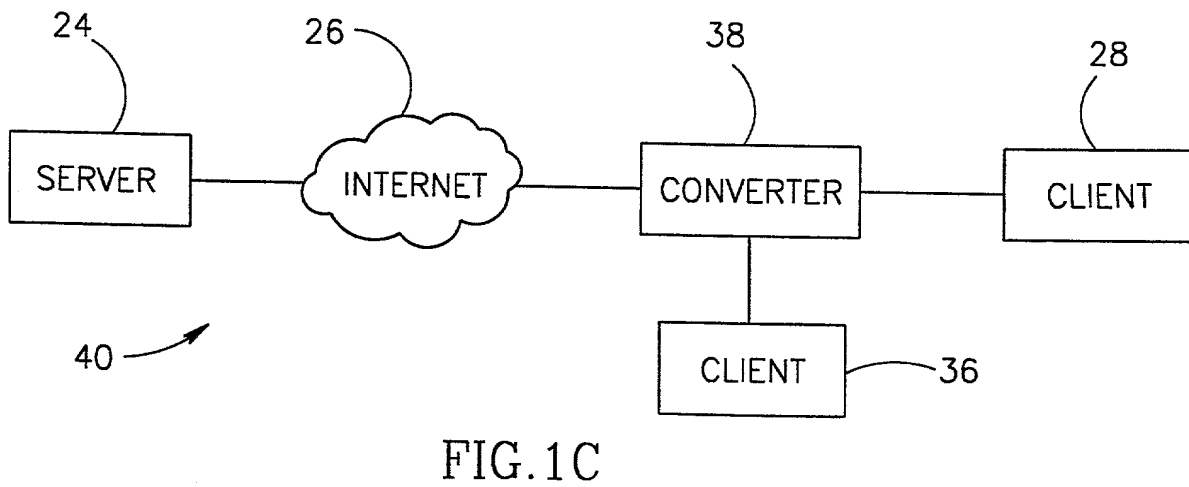 24
26
38
28
SERVER
INTERNET
CONVERTER
CLIENT
40
CLIENT
36
FIG.1C